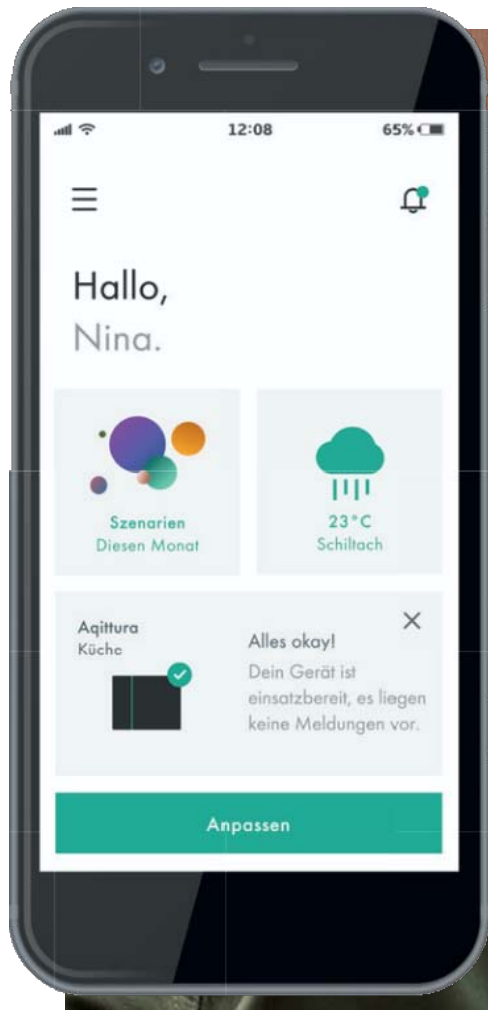 12:08
65%
Hallo,
Nina.
Szenarien
Diesen Monat
23°C
Schiltach
Aqittura
Küche
Alles okay!
Dein Gerät ist
einsatzbereit, es liegen
keine Meldungen vor.
Anpassen